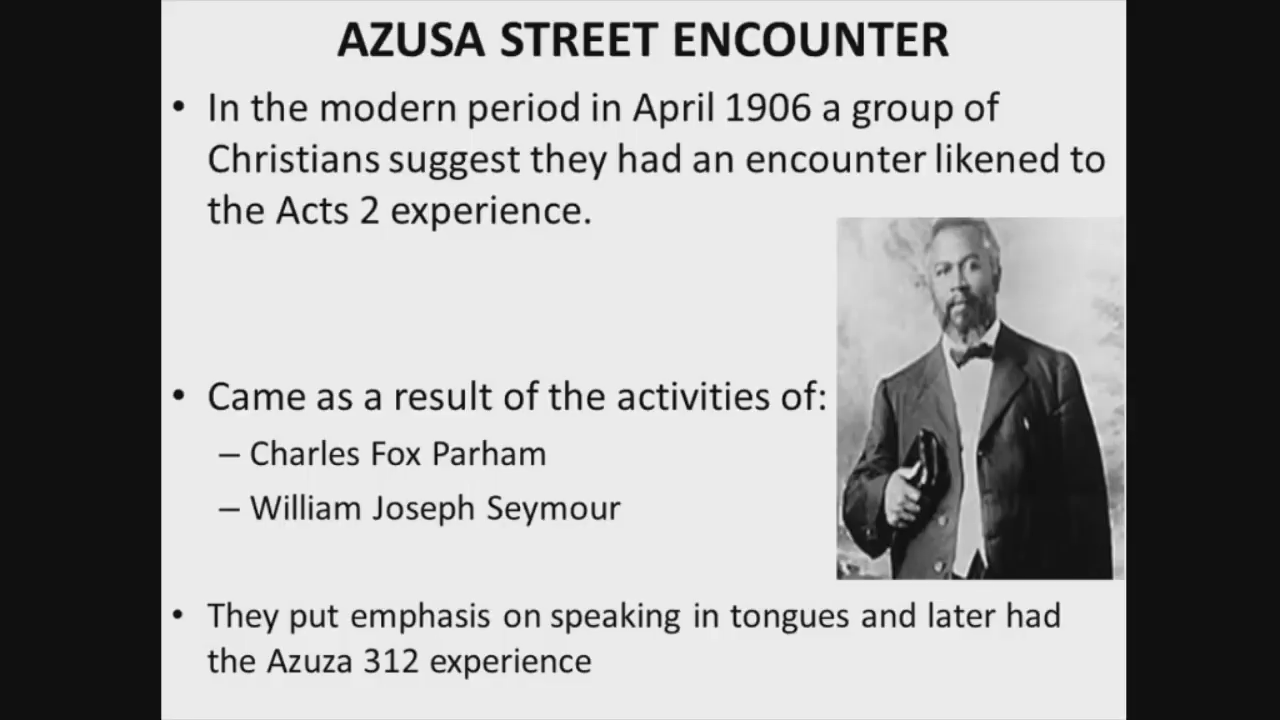 AZUSA STREET ENCOUNTER
• In the modern period in April 1906 a group of
Christians suggest they had an encounter likened to
the Acts 2 experience.
• Came as a result of the activities of:
– Charles Fox Parham
– William Joseph Seymour
• They put emphasis on speaking in tongues and later had
the Azuza 312 experience